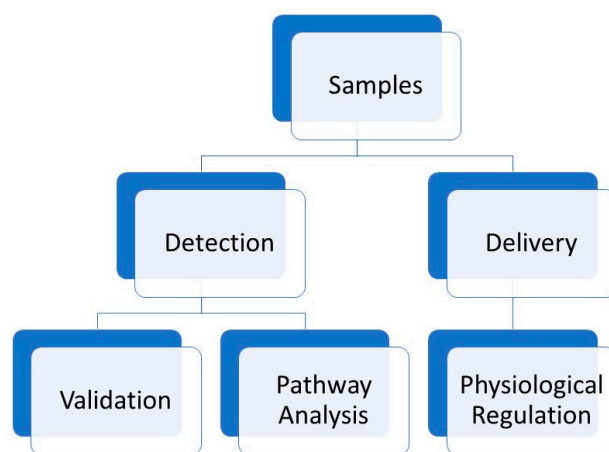 Samples
Detection
Delivery
Validation
Pathway
Analysis
Physiological
Regulation